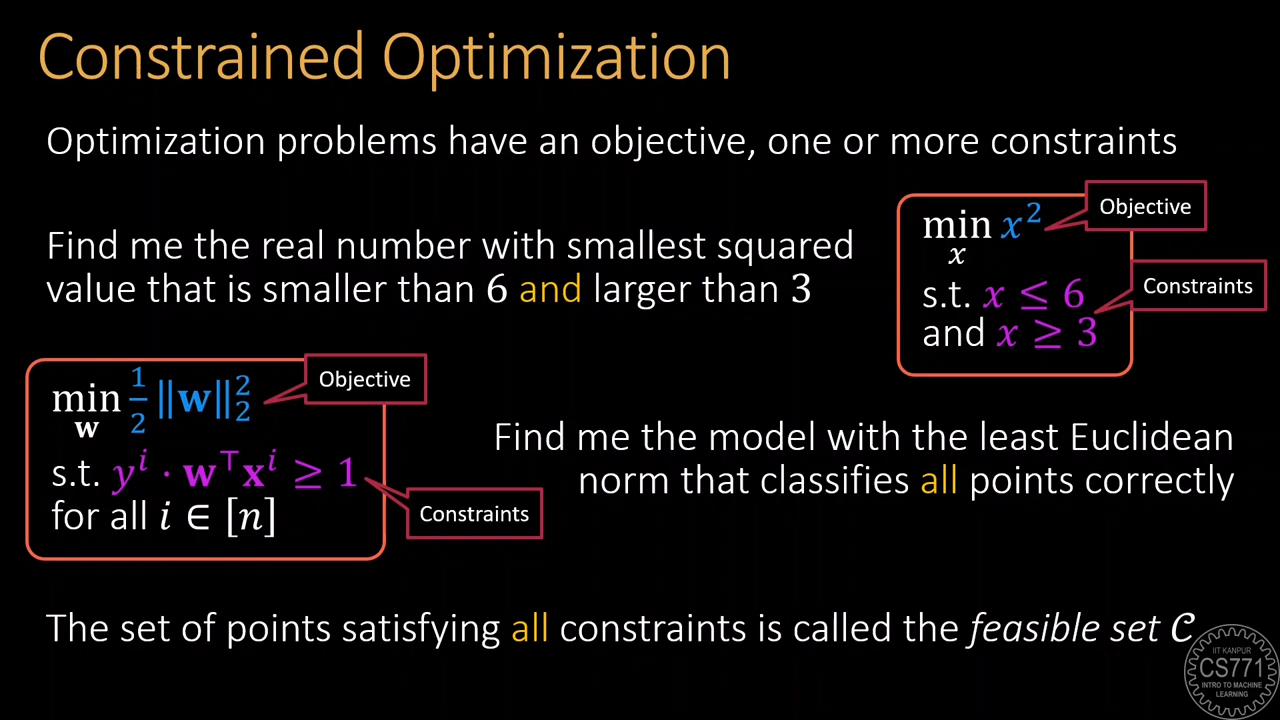 Constrained Optimization
Optimization problems have an objective, one or more constraints
Find me the real number with smallest squared
value that is smaller than 6 and larger than 3
min x²
x
s.t. x ≤ 6
and x ≥ 3
Objective
Constraints
min ½ ‖w‖₂²
w
s.t. yⁱ · w⊤xⁱ ≥ 1
for all i ∈ [n]
Objective
Constraints
Find me the model with the least Euclidean
norm that classifies all points correctly
The set of points satisfying all constraints is called the feasible set 𝒞
IIT KANPUR
CS771
INTRO TO MACHINE
LEARNING